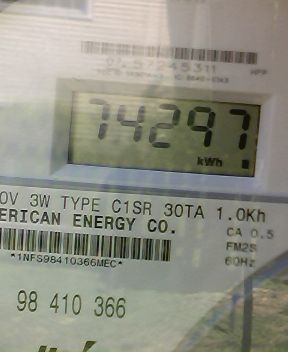 74297
kWh
0V 3W TYPE C1SR 30TA 1.0Kh
ERICAN ENERGY CO.
CA 0.5
FM2S
60Hz
*1NFS98410366MEC*
98 410 366